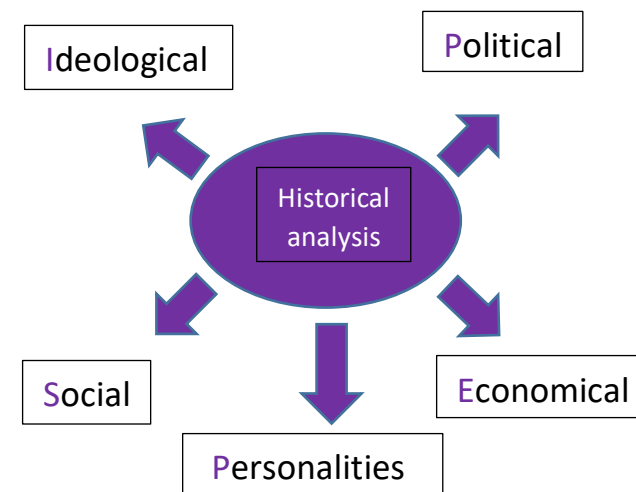 Ideological
Political
Historical
analysis
Social
Economical
Personalities